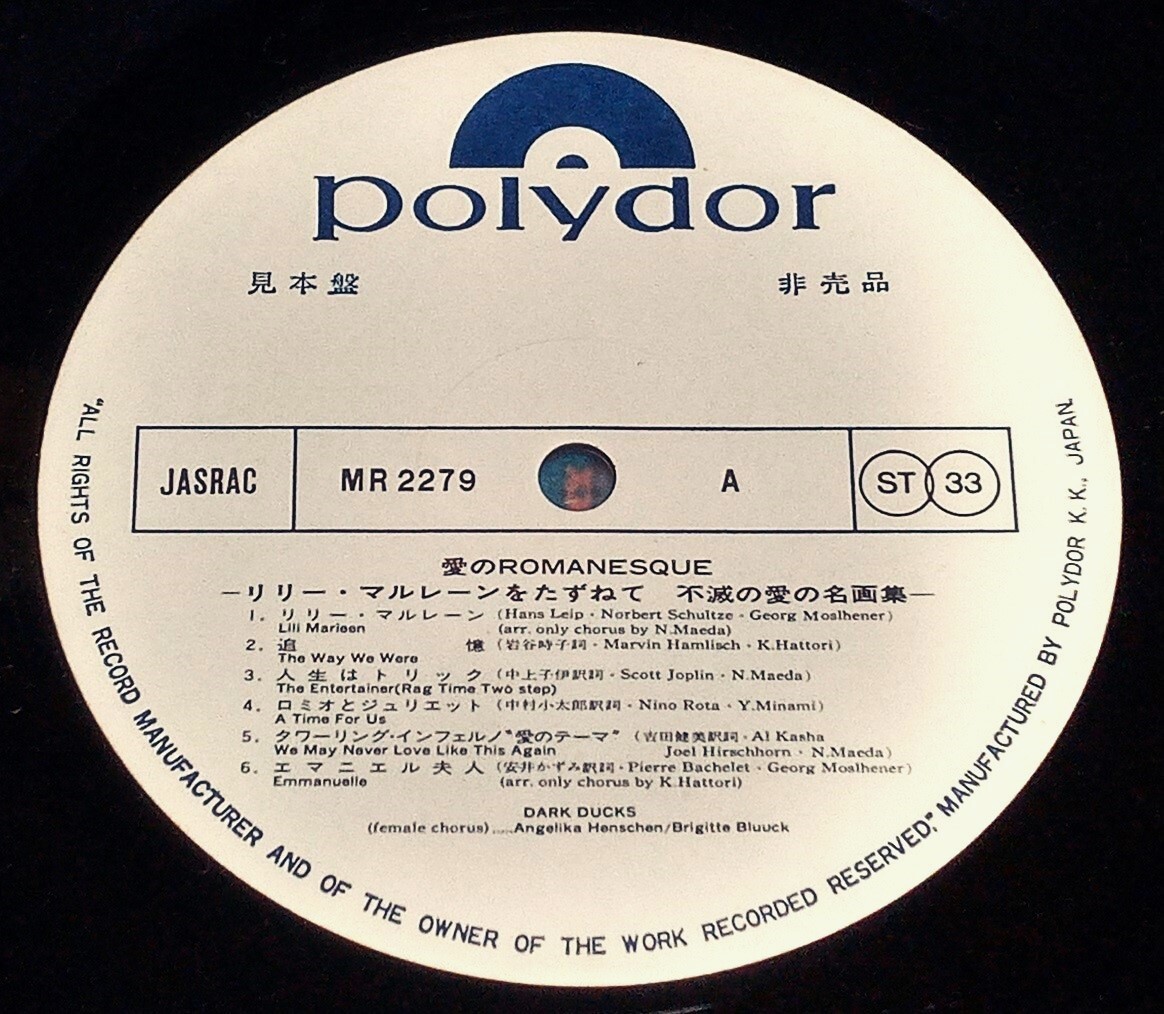 polydor
見本盤 非売品
JASRAC MR 2279 A ST 33
愛のROMANESQUE
―リリー・マルレーンをたずねて 不滅の愛の名画集―
1. リリー・マルレーン (Hans Leip・Norbert Schultze・Georg Moslhener)
Lili Marleen (arr. only chorus by N.Maeda)
2. 追憶 (岩谷時子詞・Marvin Hamlisch・K.Hattori)
The Way We Were
3. 人生はトリック (中上子伊訳詞・Scott Joplin・N.Maeda)
The Entertainer(Rag Time Two step)
4. ロミオとジュリエット (中村小太郎訳詞・Nino Rota・Y.Minami)
A Time For Us
5. タワーリング・インフェルノ“愛のテーマ” (吉田健美訳詞・Al Kasha
We May Never Love Like This Again Joel Hirschhorn・N.Maeda)
6. エマニエル夫人 (安井かずみ訳詞・Pierre Bachelet・Georg Moslhener)
Emmanuelle (arr. only chorus by K.Hattori)
DARK DUCKS
(female chorus).....Angelika Henschen/Brigitte Bluuck
“ALL RIGHTS OF THE RECORD MANUFACTURER AND OF THE OWNER OF THE WORK RECORDED RESERVED,” MANUFACTURED BY POLYDOR K.K., JAPAN.